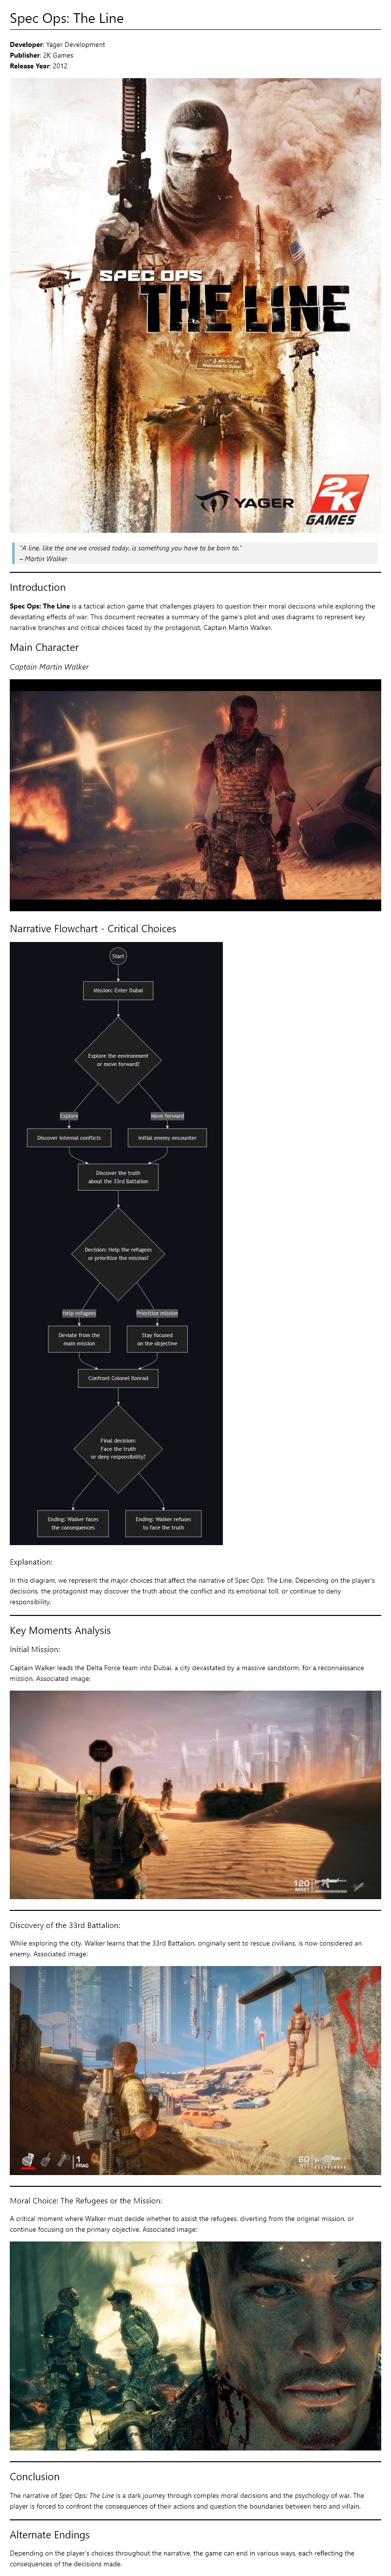 Spec Ops: The Line
Developer: Yager Development
Publisher: 2K Games
Release Year: 2012
SPEC OPS
THE LINE
Welcome to Dubai
YAGER
2K
GAMES
"A line, like the one we crossed today, is something you have to be born to."
– Martin Walker
Introduction
Spec Ops: The Line is a tactical action game that challenges players to question their moral decisions while exploring the
devastating effects of war. This document recreates a summary of the game's plot and uses diagrams to represent key
narrative branches and critical choices faced by the protagonist, Captain Martin Walker.
Main Character
Captain Martin Walker
Narrative Flowchart - Critical Choices
Start
Mission: Enter Dubai
Explore the environment
or move forward?
Explore
Move forward
Discover internal conflicts
Initial enemy encounter
Discover the truth
about the 33rd Battalion
Decision: Help the refugees
or prioritize the mission?
Help refugees
Prioritize mission
Deviate from the
main mission
Stay focused
on the objective
Confront Colonel Konrad
Final decision:
Face the truth
or deny responsibility?
Ending: Walker faces
the consequences
Ending: Walker refuses
to face the truth
Explanation:
In this diagram, we represent the major choices that affect the narrative of Spec Ops: The Line. Depending on the player's
decisions, the protagonist may discover the truth about the conflict and its emotional toll, or continue to deny
responsibility.
Key Moments Analysis
Initial Mission:
Captain Walker leads the Delta Force team into Dubai, a city devastated by a massive sandstorm, for a reconnaissance
mission. Associated image:
STOP
120
M4A1
Discovery of the 33rd Battalion:
While exploring the city, Walker learns that the 33rd Battalion, originally sent to rescue civilians, is now considered an
enemy. Associated image:
1
FRAG
60
Moral Choice: The Refugees or the Mission:
A critical moment where Walker must decide whether to assist the refugees, diverting from the original mission, or
continue focusing on the primary objective. Associated image:
Conclusion
The narrative of Spec Ops: The Line is a dark journey through complex moral decisions and the psychology of war. The
player is forced to confront the consequences of their actions and question the boundaries between hero and villain.
Alternate Endings
Depending on the player's choices throughout the narrative, the game can end in various ways, each reflecting the
consequences of the decisions made.